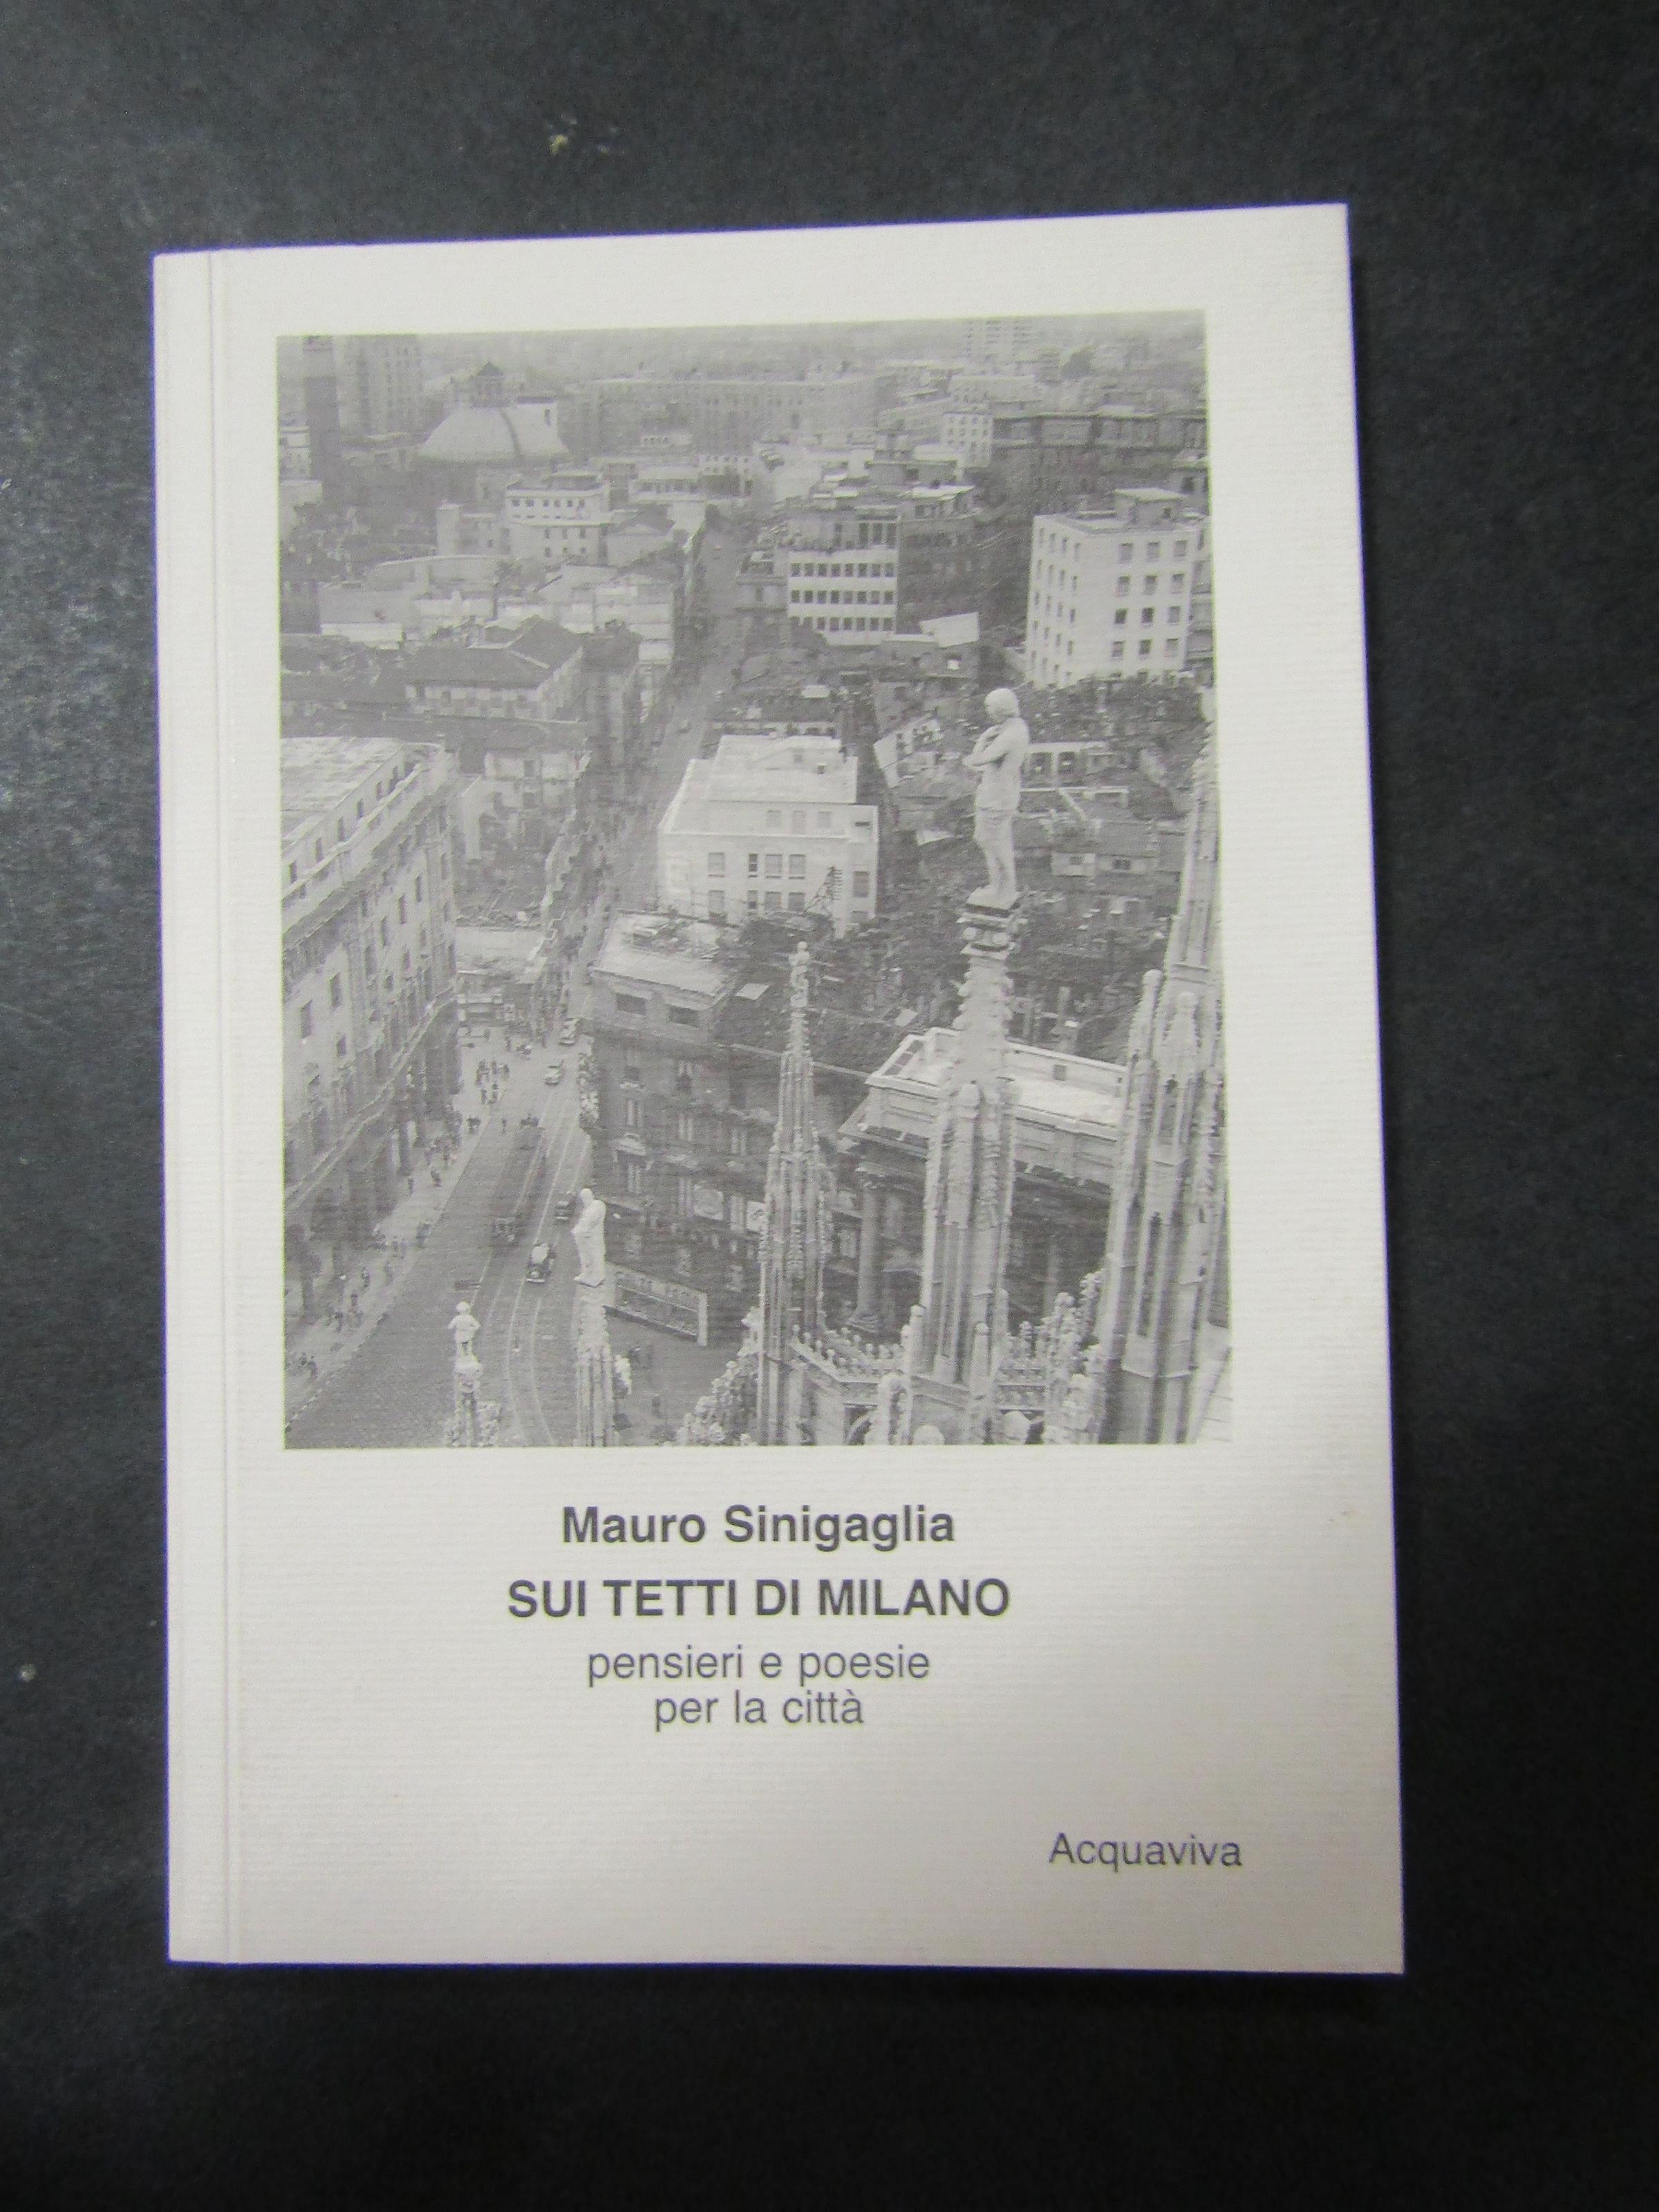 Mauro Sinigaglia
SUI TETTI DI MILANO
pensieri e poesie
per la città
Acquaviva